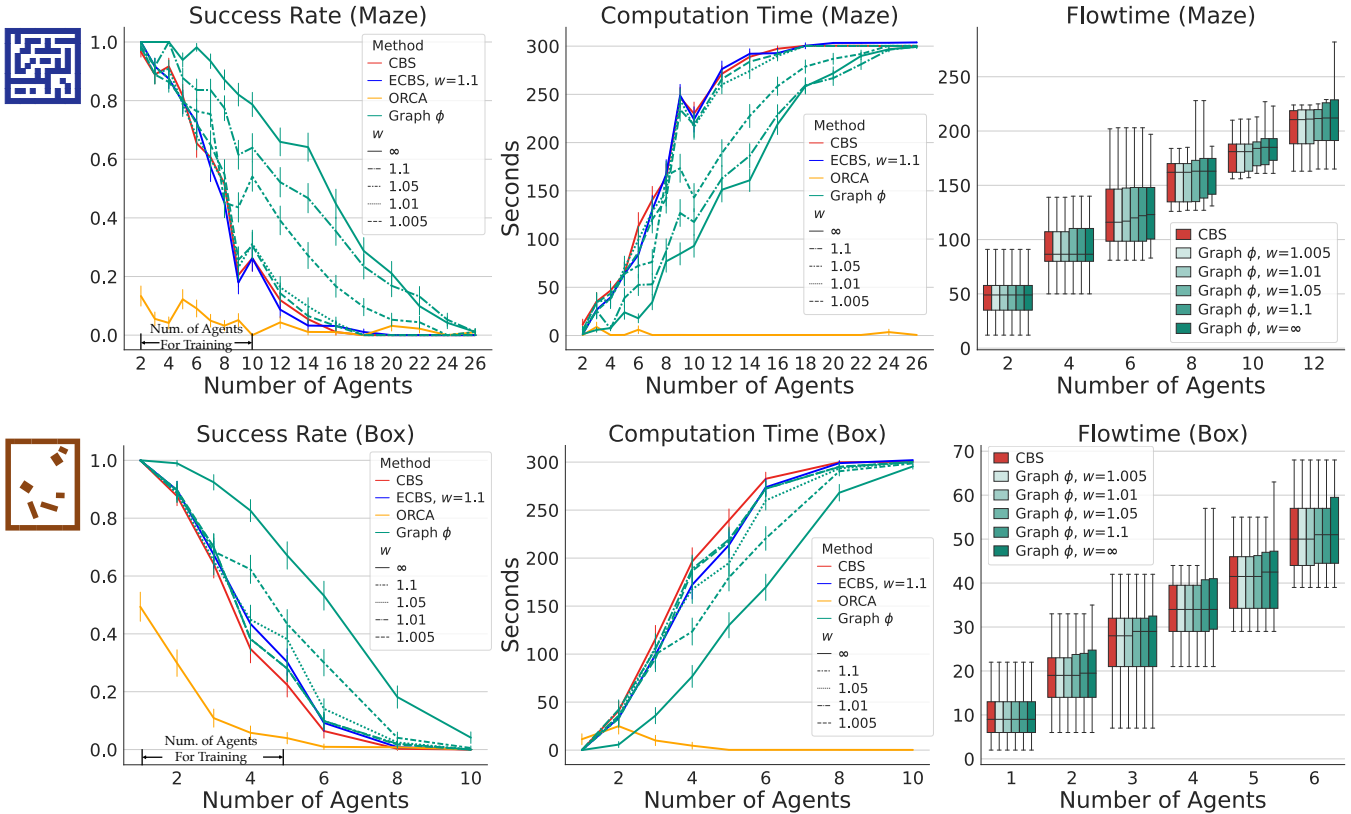 Success Rate (Maze)
1.0
0.8
0.6
0.4
0.2
0.0
Method
CBS
ECBS, w=1.1
ORCA
Graph ϕ
w
∞
1.1
1.05
1.01
1.005
Num. of Agents
For Training
2 4 6 8 10 12 14 16 18 20 22 24 26
Number of Agents
Computation Time (Maze)
Seconds
300
250
200
150
100
50
0
Method
CBS
ECBS, w=1.1
ORCA
Graph ϕ
w
∞
1.1
1.05
1.01
1.005
2 4 6 8 10 12 14 16 18 20 22 24 26
Number of Agents
Flowtime (Maze)
250
200
150
100
50
0
CBS
Graph ϕ, w=1.005
Graph ϕ, w=1.01
Graph ϕ, w=1.05
Graph ϕ, w=1.1
Graph ϕ, w=∞
2 4 6 8 10 12
Number of Agents
Success Rate (Box)
1.0
0.8
0.6
0.4
0.2
0.0
Method
CBS
ECBS, w=1.1
ORCA
Graph ϕ
w
∞
1.1
1.05
1.01
1.005
Num. of Agents
For Training
2 4 6 8 10
Number of Agents
Computation Time (Box)
Seconds
300
250
200
150
100
50
0
Method
CBS
ECBS, w=1.1
ORCA
Graph ϕ
w
∞
1.1
1.05
1.01
1.005
2 4 6 8 10
Number of Agents
Flowtime (Box)
70
60
50
40
30
20
10
0
CBS
Graph ϕ, w=1.005
Graph ϕ, w=1.01
Graph ϕ, w=1.05
Graph ϕ, w=1.1
Graph ϕ, w=∞
1 2 3 4 5 6
Number of Agents